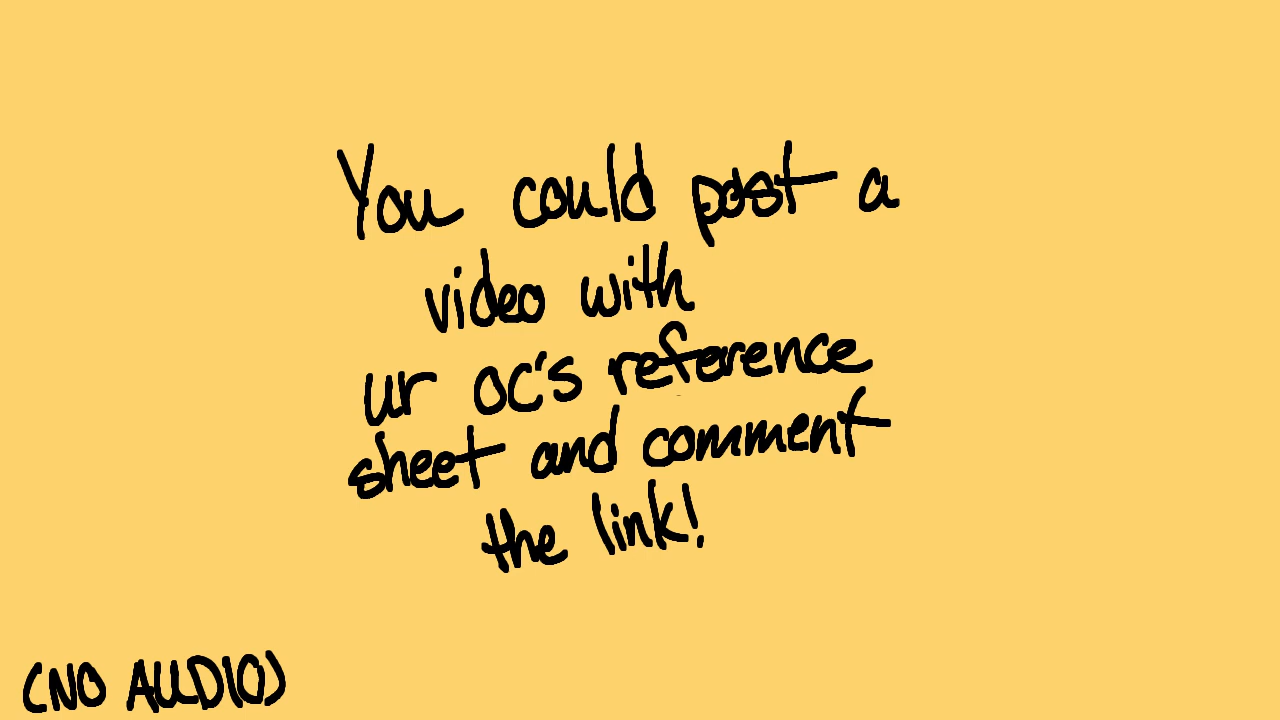 You could post a
video with
ur oc's reference
sheet and comment
the link!
(NO AUDIO)